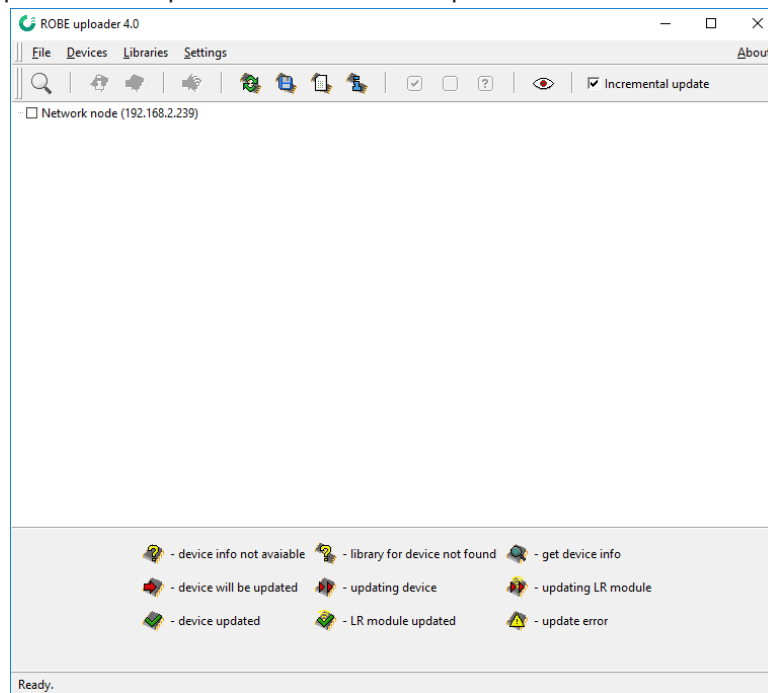 ROBE uploader 4.0
File Devices Libraries Settings About
Incremental update
Network node (192.168.2.239)
- device info not avaiable - library for device not found - get device info
- device will be updated - updating device - updating LR module
- device updated - LR module updated - update error
Ready.